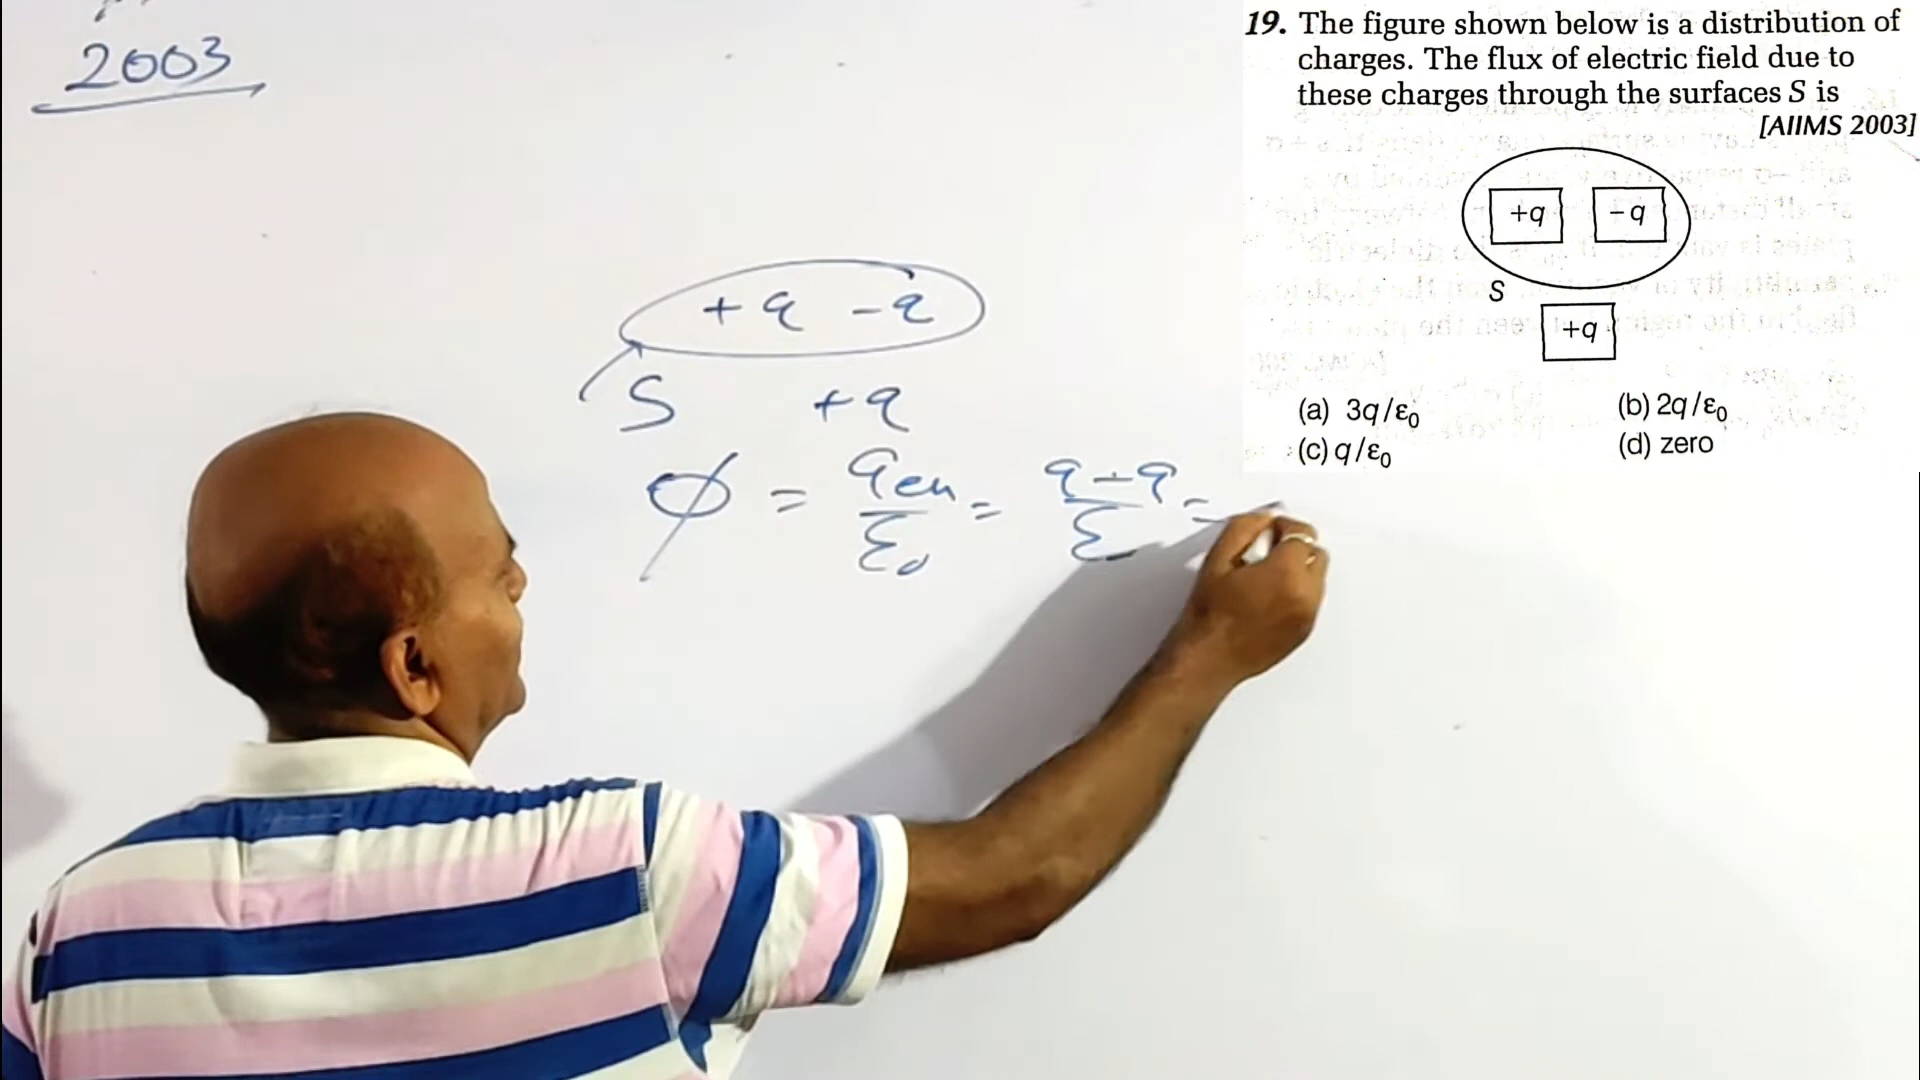 2003
+q -q
S +q
ϕ = qen/ε0 = q-q/ε =
19. The figure shown below is a distribution of
charges. The flux of electric field due to
these charges through the surfaces S is
[AIIMS 2003]
+q -q
S
+q
(a) 3q/ε0 (b) 2q/ε0
(c) q/ε0 (d) zero